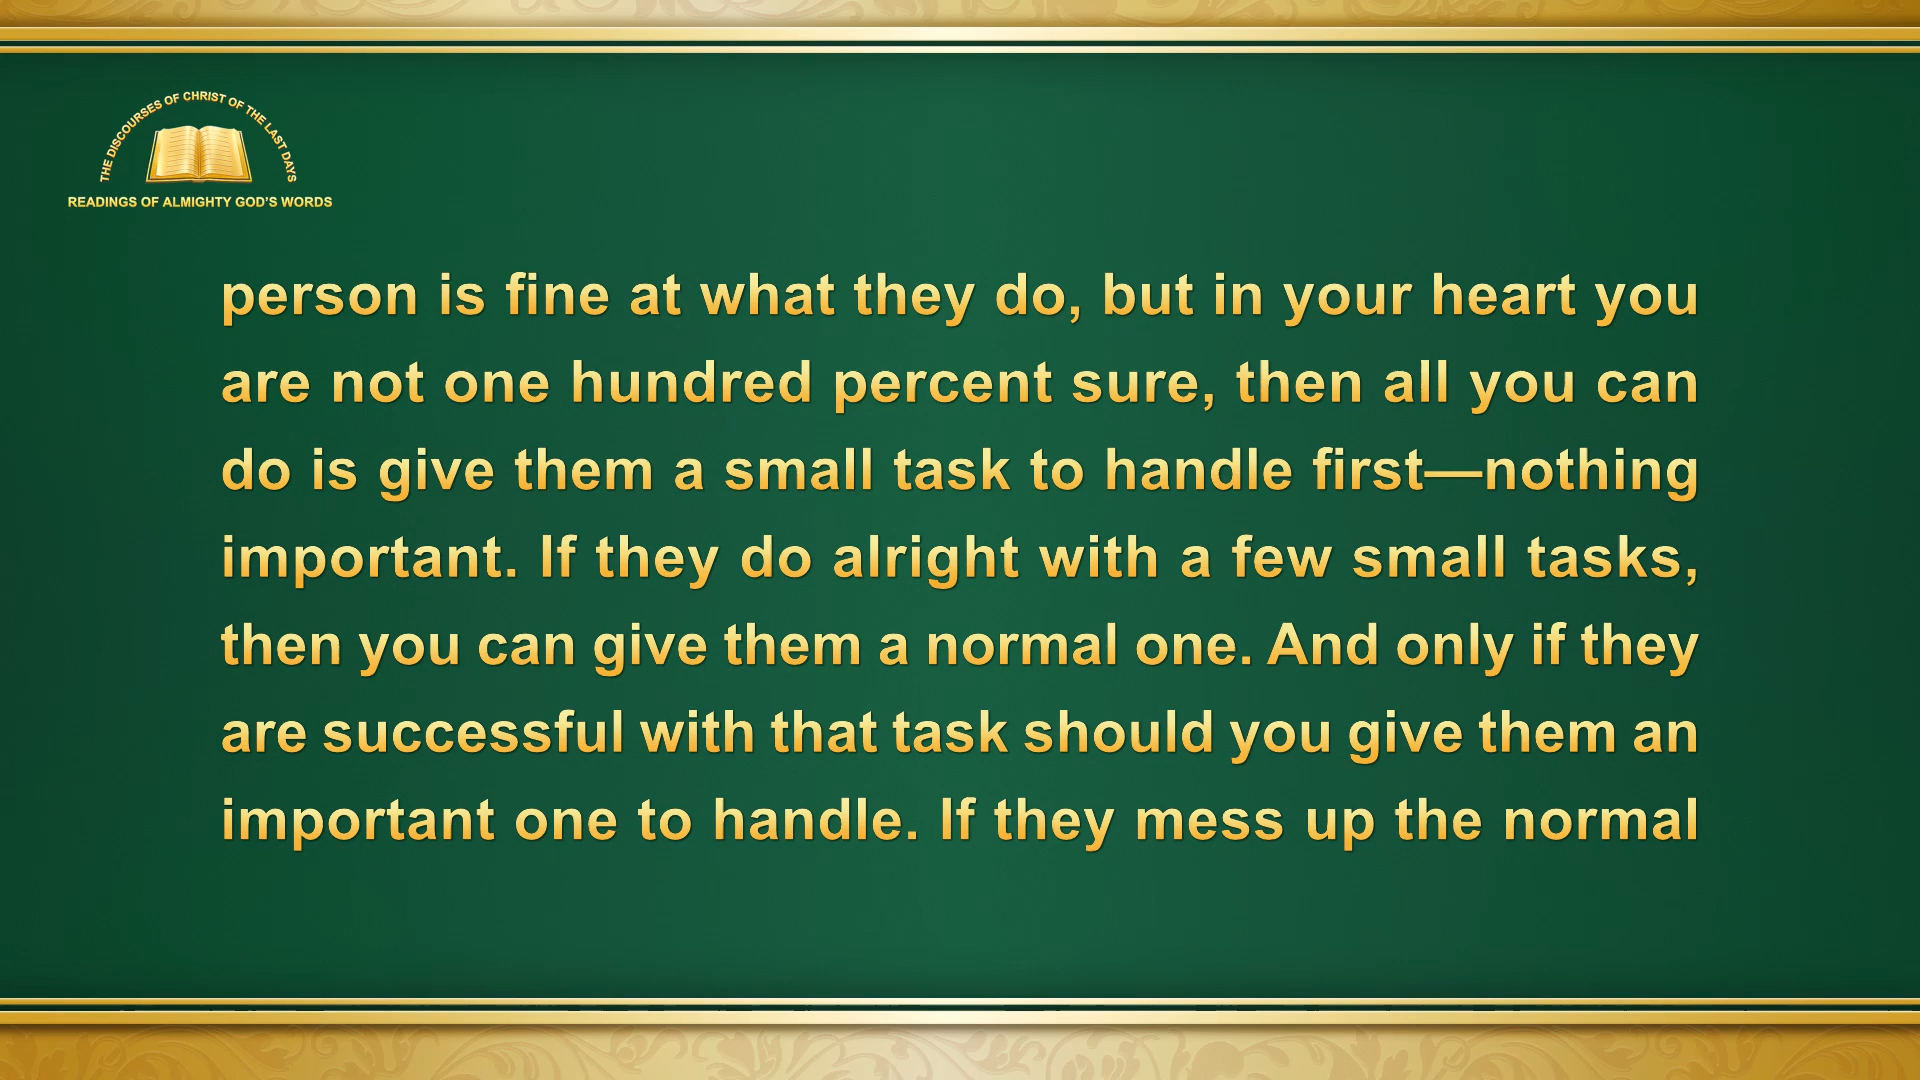 THE DISCOURSES OF CHRIST OF THE LAST DAYS
READINGS OF ALMIGHTY GOD'S WORDS
person is fine at what they do, but in your heart you
are not one hundred percent sure, then all you can
do is give them a small task to handle first—nothing
important. If they do alright with a few small tasks,
then you can give them a normal one. And only if they
are successful with that task should you give them an
important one to handle. If they mess up the normal